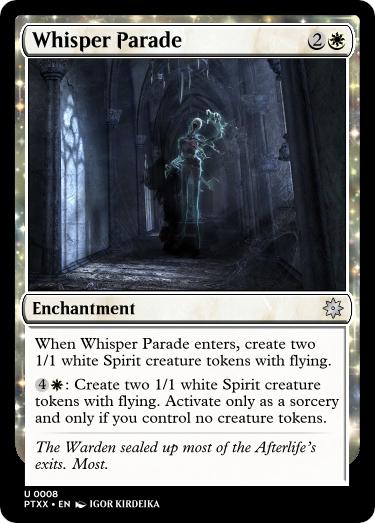 Whisper Parade 2
Enchantment
When Whisper Parade enters, create two
1/1 white Spirit creature tokens with flying.
4: Create two 1/1 white Spirit creature
tokens with flying. Activate only as a sorcery
and only if you control no creature tokens.
The Warden sealed up most of the Afterlife's
exits. Most.
U 0008
PTXX • EN IGOR KIRDEIKA